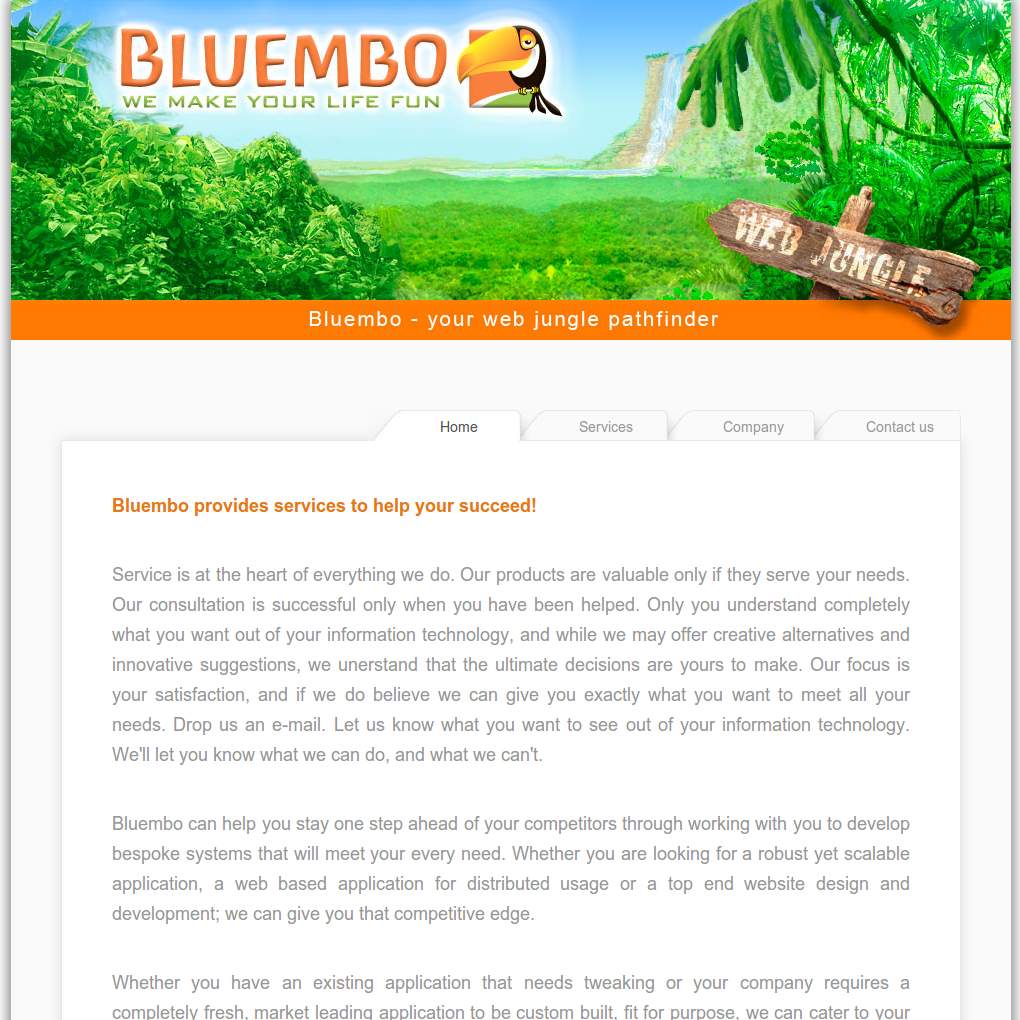 BLUEMBO
WE MAKE YOUR LIFE FUN
WEB JUNGLE
Bluembo - your web jungle pathfinder
Home Services Company Contact us
Bluembo provides services to help your succeed!
Service is at the heart of everything we do. Our products are valuable only if they serve your needs.
Our consultation is successful only when you have been helped. Only you understand completely
what you want out of your information technology, and while we may offer creative alternatives and
innovative suggestions, we unerstand that the ultimate decisions are yours to make. Our focus is
your satisfaction, and if we do believe we can give you exactly what you want to meet all your
needs. Drop us an e-mail. Let us know what you want to see out of your information technology.
We'll let you know what we can do, and what we can't.
Bluembo can help you stay one step ahead of your competitors through working with you to develop
bespoke systems that will meet your every need. Whether you are looking for a robust yet scalable
application, a web based application for distributed usage or a top end website design and
development; we can give you that competitive edge.
Whether you have an existing application that needs tweaking or your company requires a
completely fresh, market leading application to be custom built, fit for purpose, we can cater to your